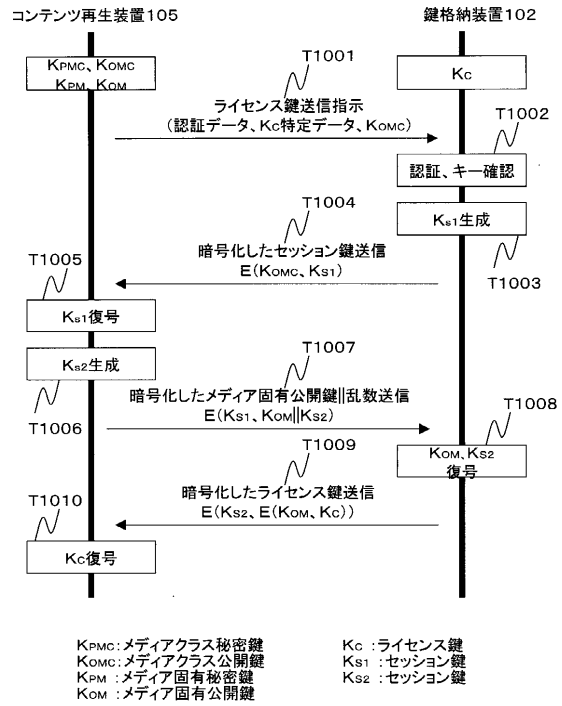 コンテンツ再生装置105
鍵格納装置102
KPMC、KOMC
KPM、KOM
KC
T1001
ライセンス鍵送信指示
(認証データ、KC特定データ、KOMC)
T1002
認証、キー確認
KS1生成
T1003
T1004
暗号化したセッション鍵送信
E(KOMC、KS1)
T1005
KS1復号
KS2生成
T1006
T1007
暗号化したメディア固有公開鍵||乱数送信
E(KS1、KOM||KS2)
T1008
KOM、KS2
復号
T1009
暗号化したライセンス鍵送信
E(KS2、E(KOM、KC))
T1010
KC復号
KPMC:メディアクラス秘密鍵
KOMC:メディアクラス公開鍵
KPM :メディア固有秘密鍵
KOM :メディア固有公開鍵
KC :ライセンス鍵
KS1 :セッション鍵
KS2 :セッション鍵